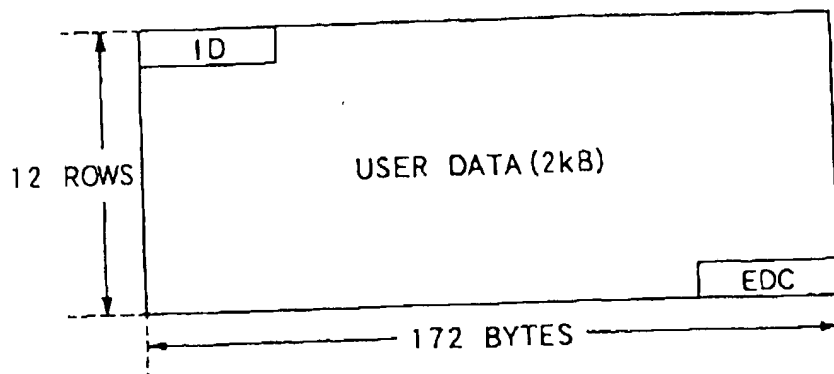 ID
12 ROWS
USER DATA (2kB)
EDC
172 BYTES